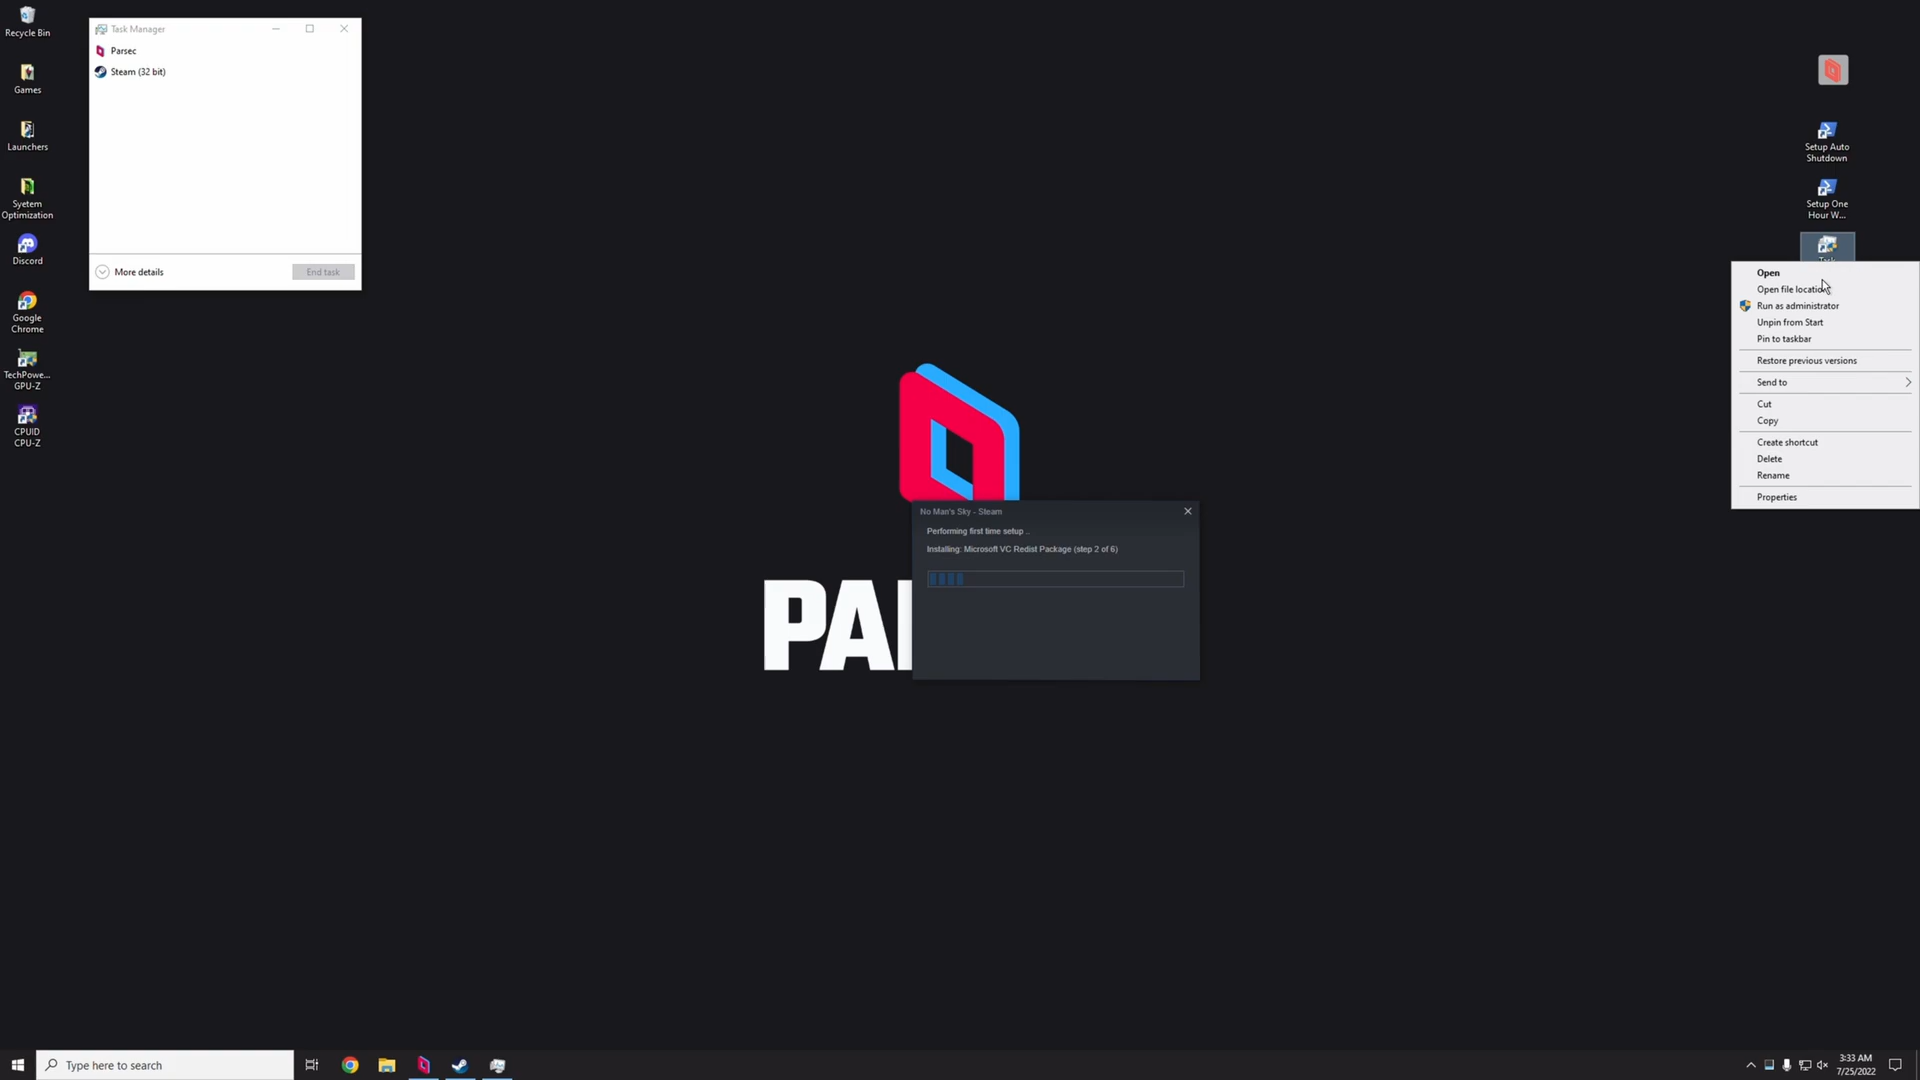 Recycle Bin
Games
Launchers
System
Optimization
Discord
Google
Chrome
TechPowe...
GPU-Z
CPUID
CPU-Z
Task Manager
Parsec
Steam (32 bit)
More details
End task
Setup Auto
Shutdown
Setup One
Hour W...
Task
Open
Open file location
Run as administrator
Unpin from Start
Pin to taskbar
Restore previous versions
Send to
Cut
Copy
Create shortcut
Delete
Rename
Properties
No Man's Sky - Steam
Performing first time setup ..
Installing: Microsoft VC Redist Package (step 2 of 6)
PA
Type here to search
3:33 AM
7/25/2022